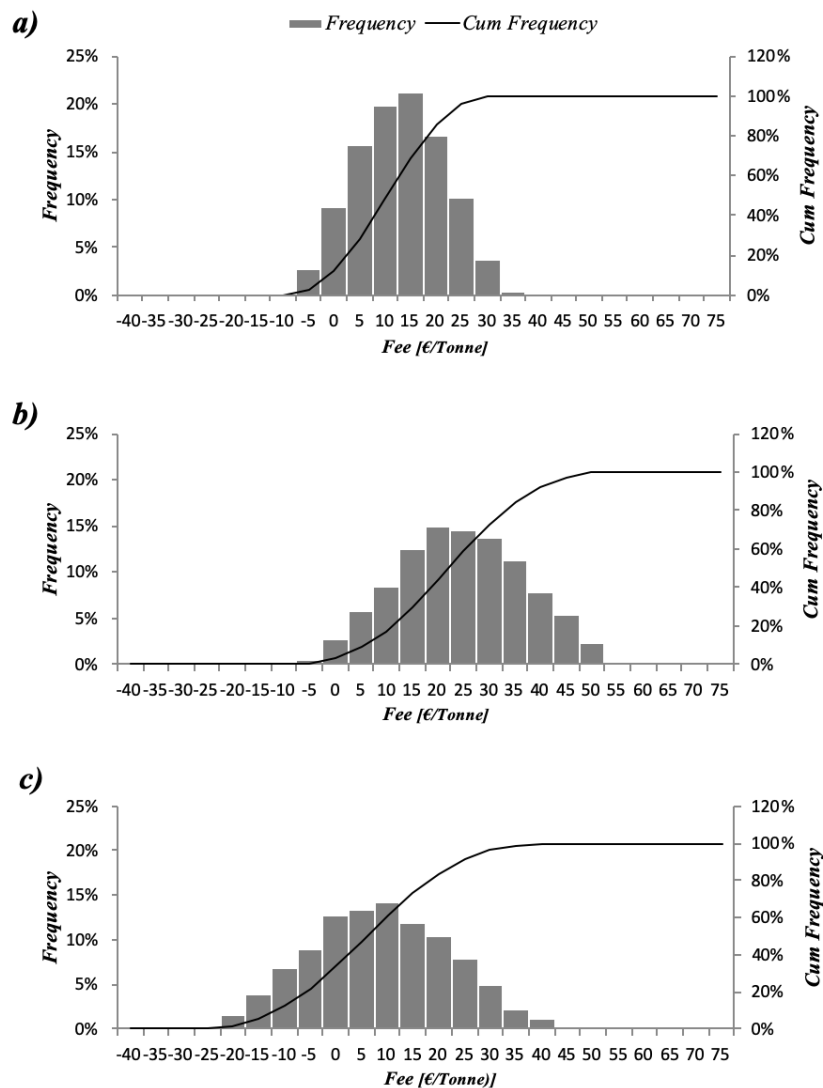 a)
Frequency Cum Frequency
25% 120%
20% 100%
15% 80%
10% 60%
5% 40%
0% 20%
0%
Frequency
Cum Frequency
-40 -35 -30 -25 -20 -15 -10 -5 0 5 10 15 20 25 30 35 40 45 50 55 60 65 70 75
Fee [€/Tonne]
b)
25% 120%
20% 100%
15% 80%
10% 60%
5% 40%
0% 20%
0%
Frequency
Cum Frequency
-40 -35 -30 -25 -20 -15 -10 -5 0 5 10 15 20 25 30 35 40 45 50 55 60 65 70 75
Fee [€/Tonne]
c)
25% 120%
20% 100%
15% 80%
10% 60%
5% 40%
0% 20%
0%
Frequency
Cum Frequency
-40 -35 -30 -25 -20 -15 -10 -5 0 5 10 15 20 25 30 35 40 45 50 55 60 65 70 75
Fee [€/Tonne)]